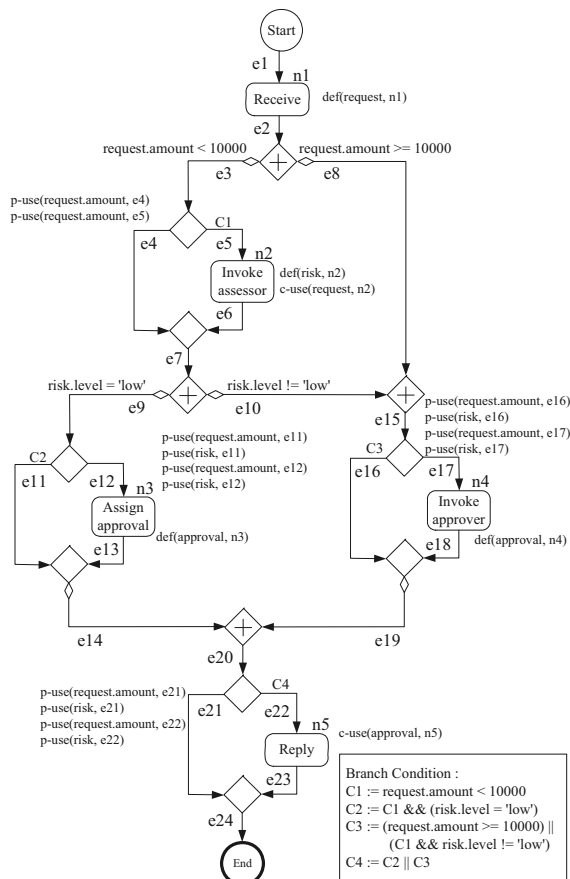 Start
e1
n1
Receive
def(request, n1)
e2
request.amount < 10000
request.amount >= 10000
e3
e8
p-use(request.amount, e4)
p-use(request.amount, e5)
C1
e4
e5
n2
Invoke
assessor
def(risk, n2)
c-use(request, n2)
e6
e7
risk.level = 'low'
risk.level != 'low'
e9
e10
e15
p-use(request.amount, e16)
p-use(risk, e16)
p-use(request.amount, e17)
p-use(risk, e17)
p-use(request.amount, e11)
p-use(risk, e11)
p-use(request.amount, e12)
p-use(risk, e12)
C2
e11
e12
n3
Assign
approval
def(approval, n3)
e13
C3
e16
e17
n4
Invoke
approver
def(approval, n4)
e18
e14
e19
e20
p-use(request.amount, e21)
p-use(risk, e21)
p-use(request.amount, e22)
p-use(risk, e22)
C4
e21
e22
n5
Reply
c-use(approval, n5)
e23
e24
End
Branch Condition :
C1 := request.amount < 10000
C2 := C1 && (risk.level = 'low')
C3 := (request.amount >= 10000) ||
(C1 && risk.level != 'low')
C4 := C2 || C3